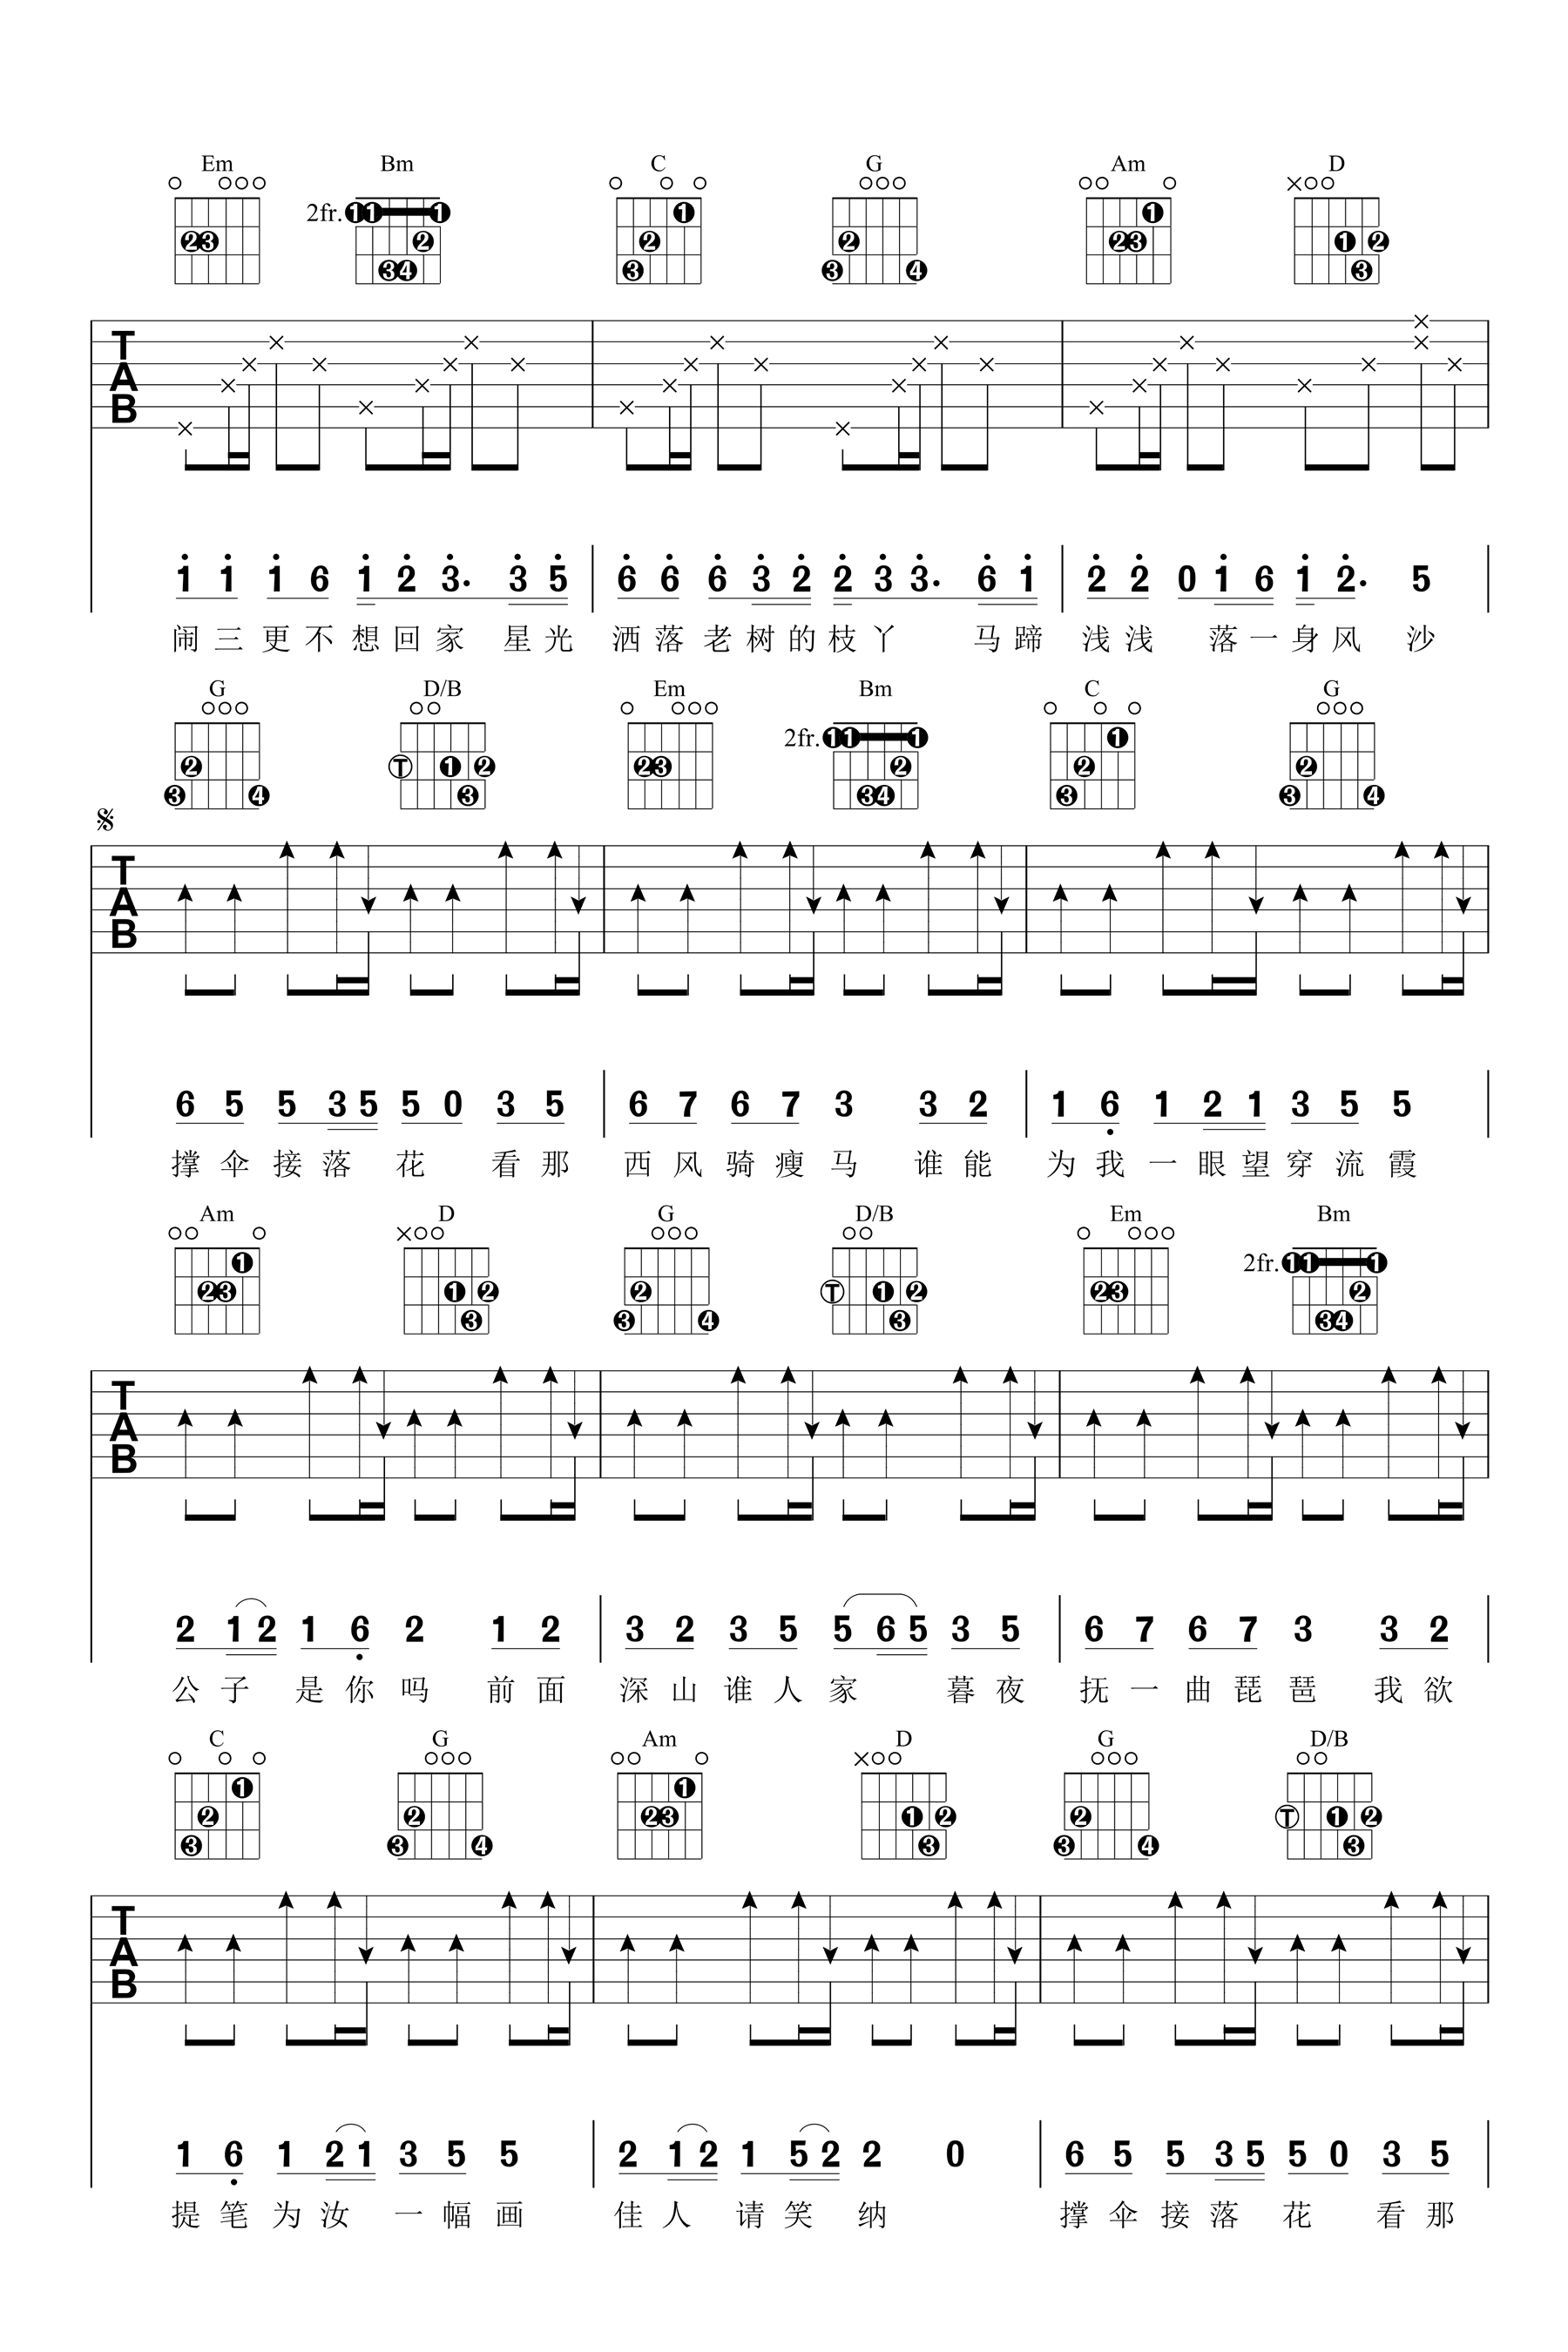 Em Bm C G Am D
2fr.
T
A
B
1 1 1 6 1 2 3. 3 5 6 6 6 3 2 2 3 3. 6 1 2 2 0 1 6 1 2. 5
闹三更不想回家 星光 洒落老树的枝丫 马蹄 浅浅 落一身风 沙
G D/B Em Bm C G
2fr.
T
A
B
6 5 5 3 5 5 0 3 5 6 7 6 7 3 3 2 1 6 1 2 1 3 5 5
撑伞接落 花 看那 西风骑瘦马 谁能 为我一眼望穿流霞
Am D G D/B Em Bm
2fr.
T
A
B
2 1 2 1 6 2 1 2 3 2 3 5 5 6 5 3 5 6 7 6 7 3 3 2
公子 是你吗 前面 深山谁人家 暮夜 抚一曲琵琶 我欲
C G Am D G D/B
T
A
B
1 6 1 2 1 3 5 5 2 1 2 1 5 2 2 0 6 5 5 3 5 5 0 3 5
提笔为汝 一幅画 佳人 请笑 纳 撑伞接落 花 看那